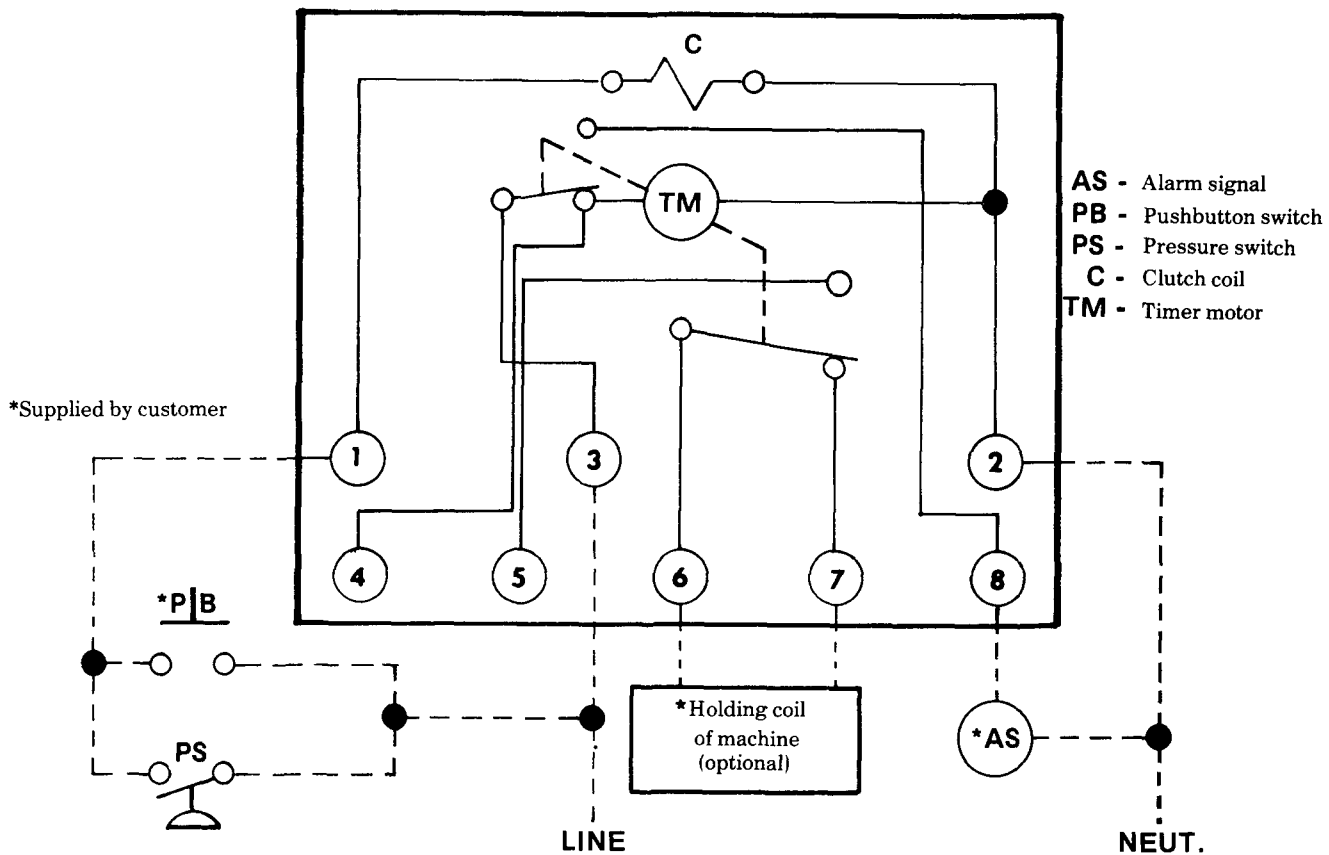 C
TM
AS - Alarm signal
PB - Pushbutton switch
PS - Pressure switch
C - Clutch coil
TM - Timer motor
*Supplied by customer
1
3
2
4
5
6
7
8
*PB
PS
*Holding coil
of machine
(optional)
*AS
LINE
NEUT.